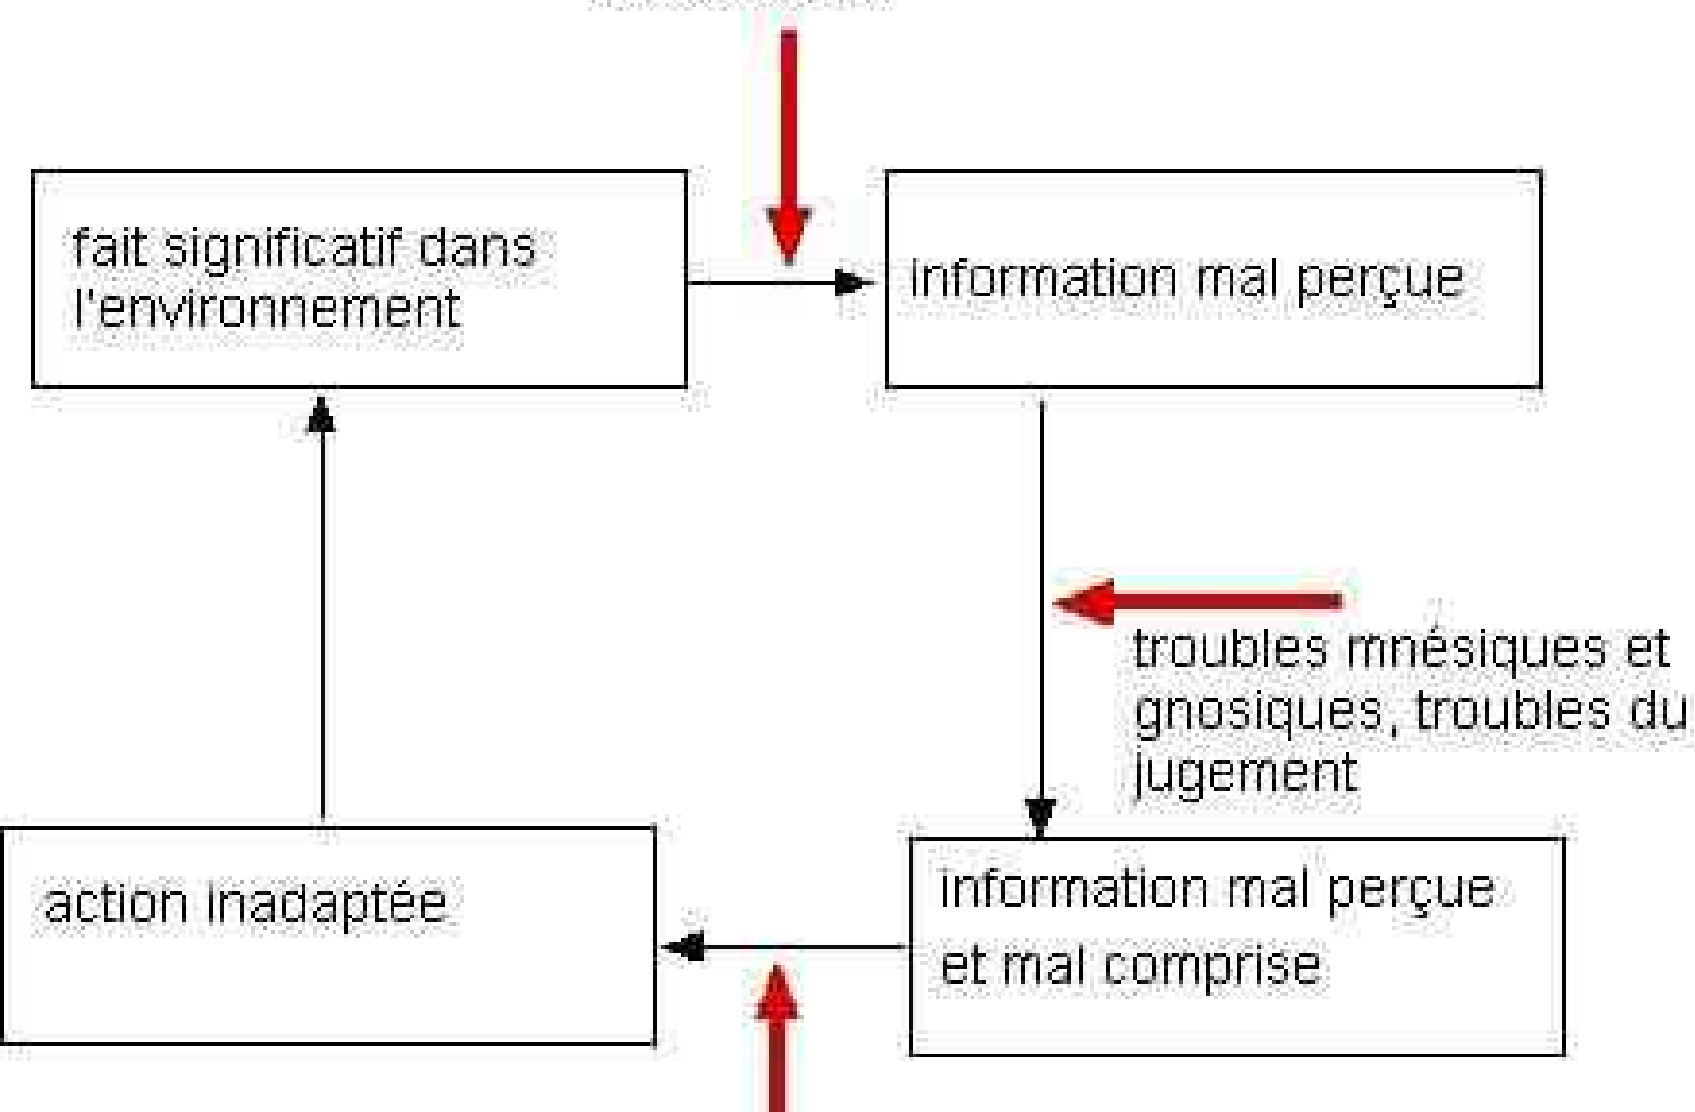 fait significatif dans
l'environnement
information mal perçue
troubles mnésiques et
gnosiques, troubles du
jugement
information mal perçue
et mal comprise
action inadaptée